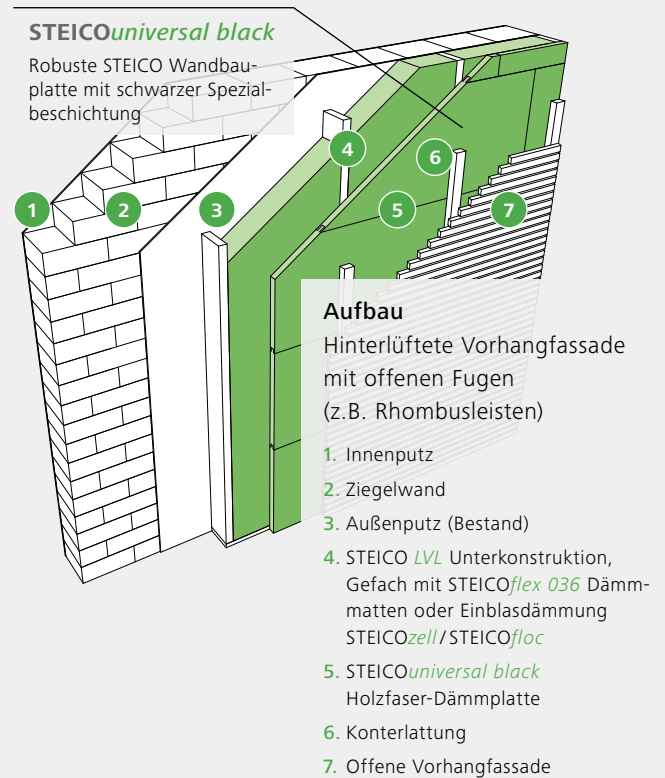 STEICOuniversal black
Robuste STEICO Wandbau-
platte mit schwarzer Spezial-
beschichtung
1
2
3
4
5
6
7
Aufbau
Hinterlüftete Vorhangfassade
mit offenen Fugen
(z.B. Rhombusleisten)
1. Innenputz
2. Ziegelwand
3. Außenputz (Bestand)
4. STEICO LVL Unterkonstruktion,
Gefach mit STEICOflex 036 Dämm-
matten oder Einblasdämmung
STEICOzell/STEICOfloc
5. STEICOuniversal black
Holzfaser-Dämmplatte
6. Konterlattung
7. Offene Vorhangfassade